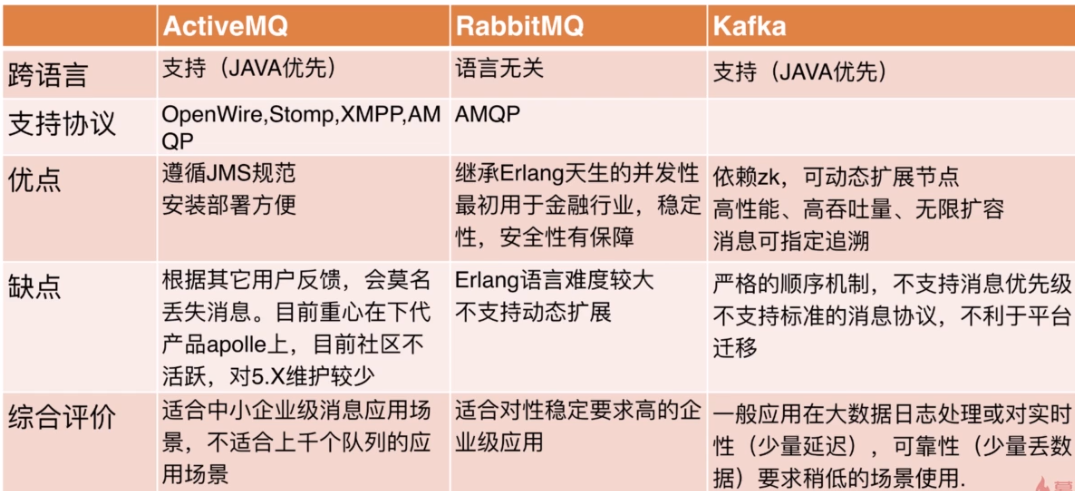 ActiveMQ RabbitMQ Kafka
跨语言 支持（JAVA优先） 语言无关 支持（JAVA优先）
支持协议 OpenWire,Stomp,XMPP,AM AMQP
QP
优点 遵循JMS规范
安装部署方便
继承Erlang天生的并发性
最初用于金融行业，稳定
性，安全性有保障
依赖zk，可动态扩展节点
高性能、高吞吐量、无限扩容
消息可指定追溯
缺点 根据其它用户反馈，会莫名
丢失消息。目前重心在下代
产品apolle上，目前社区不
活跃，对5.X维护较少
Erlang语言难度较大
不支持动态扩展
严格的顺序机制，不支持消息优先级
不支持标准的消息协议，不利于平台
迁移
综合评价 适合中小企业级消息应用场
景，不适合上千个队列的应
用场景
适合对性稳定要求高的企
业级应用
一般应用在大数据日志处理或对实时
性（少量延迟），可靠性（少量丢数
据）要求稍低的场景使用.